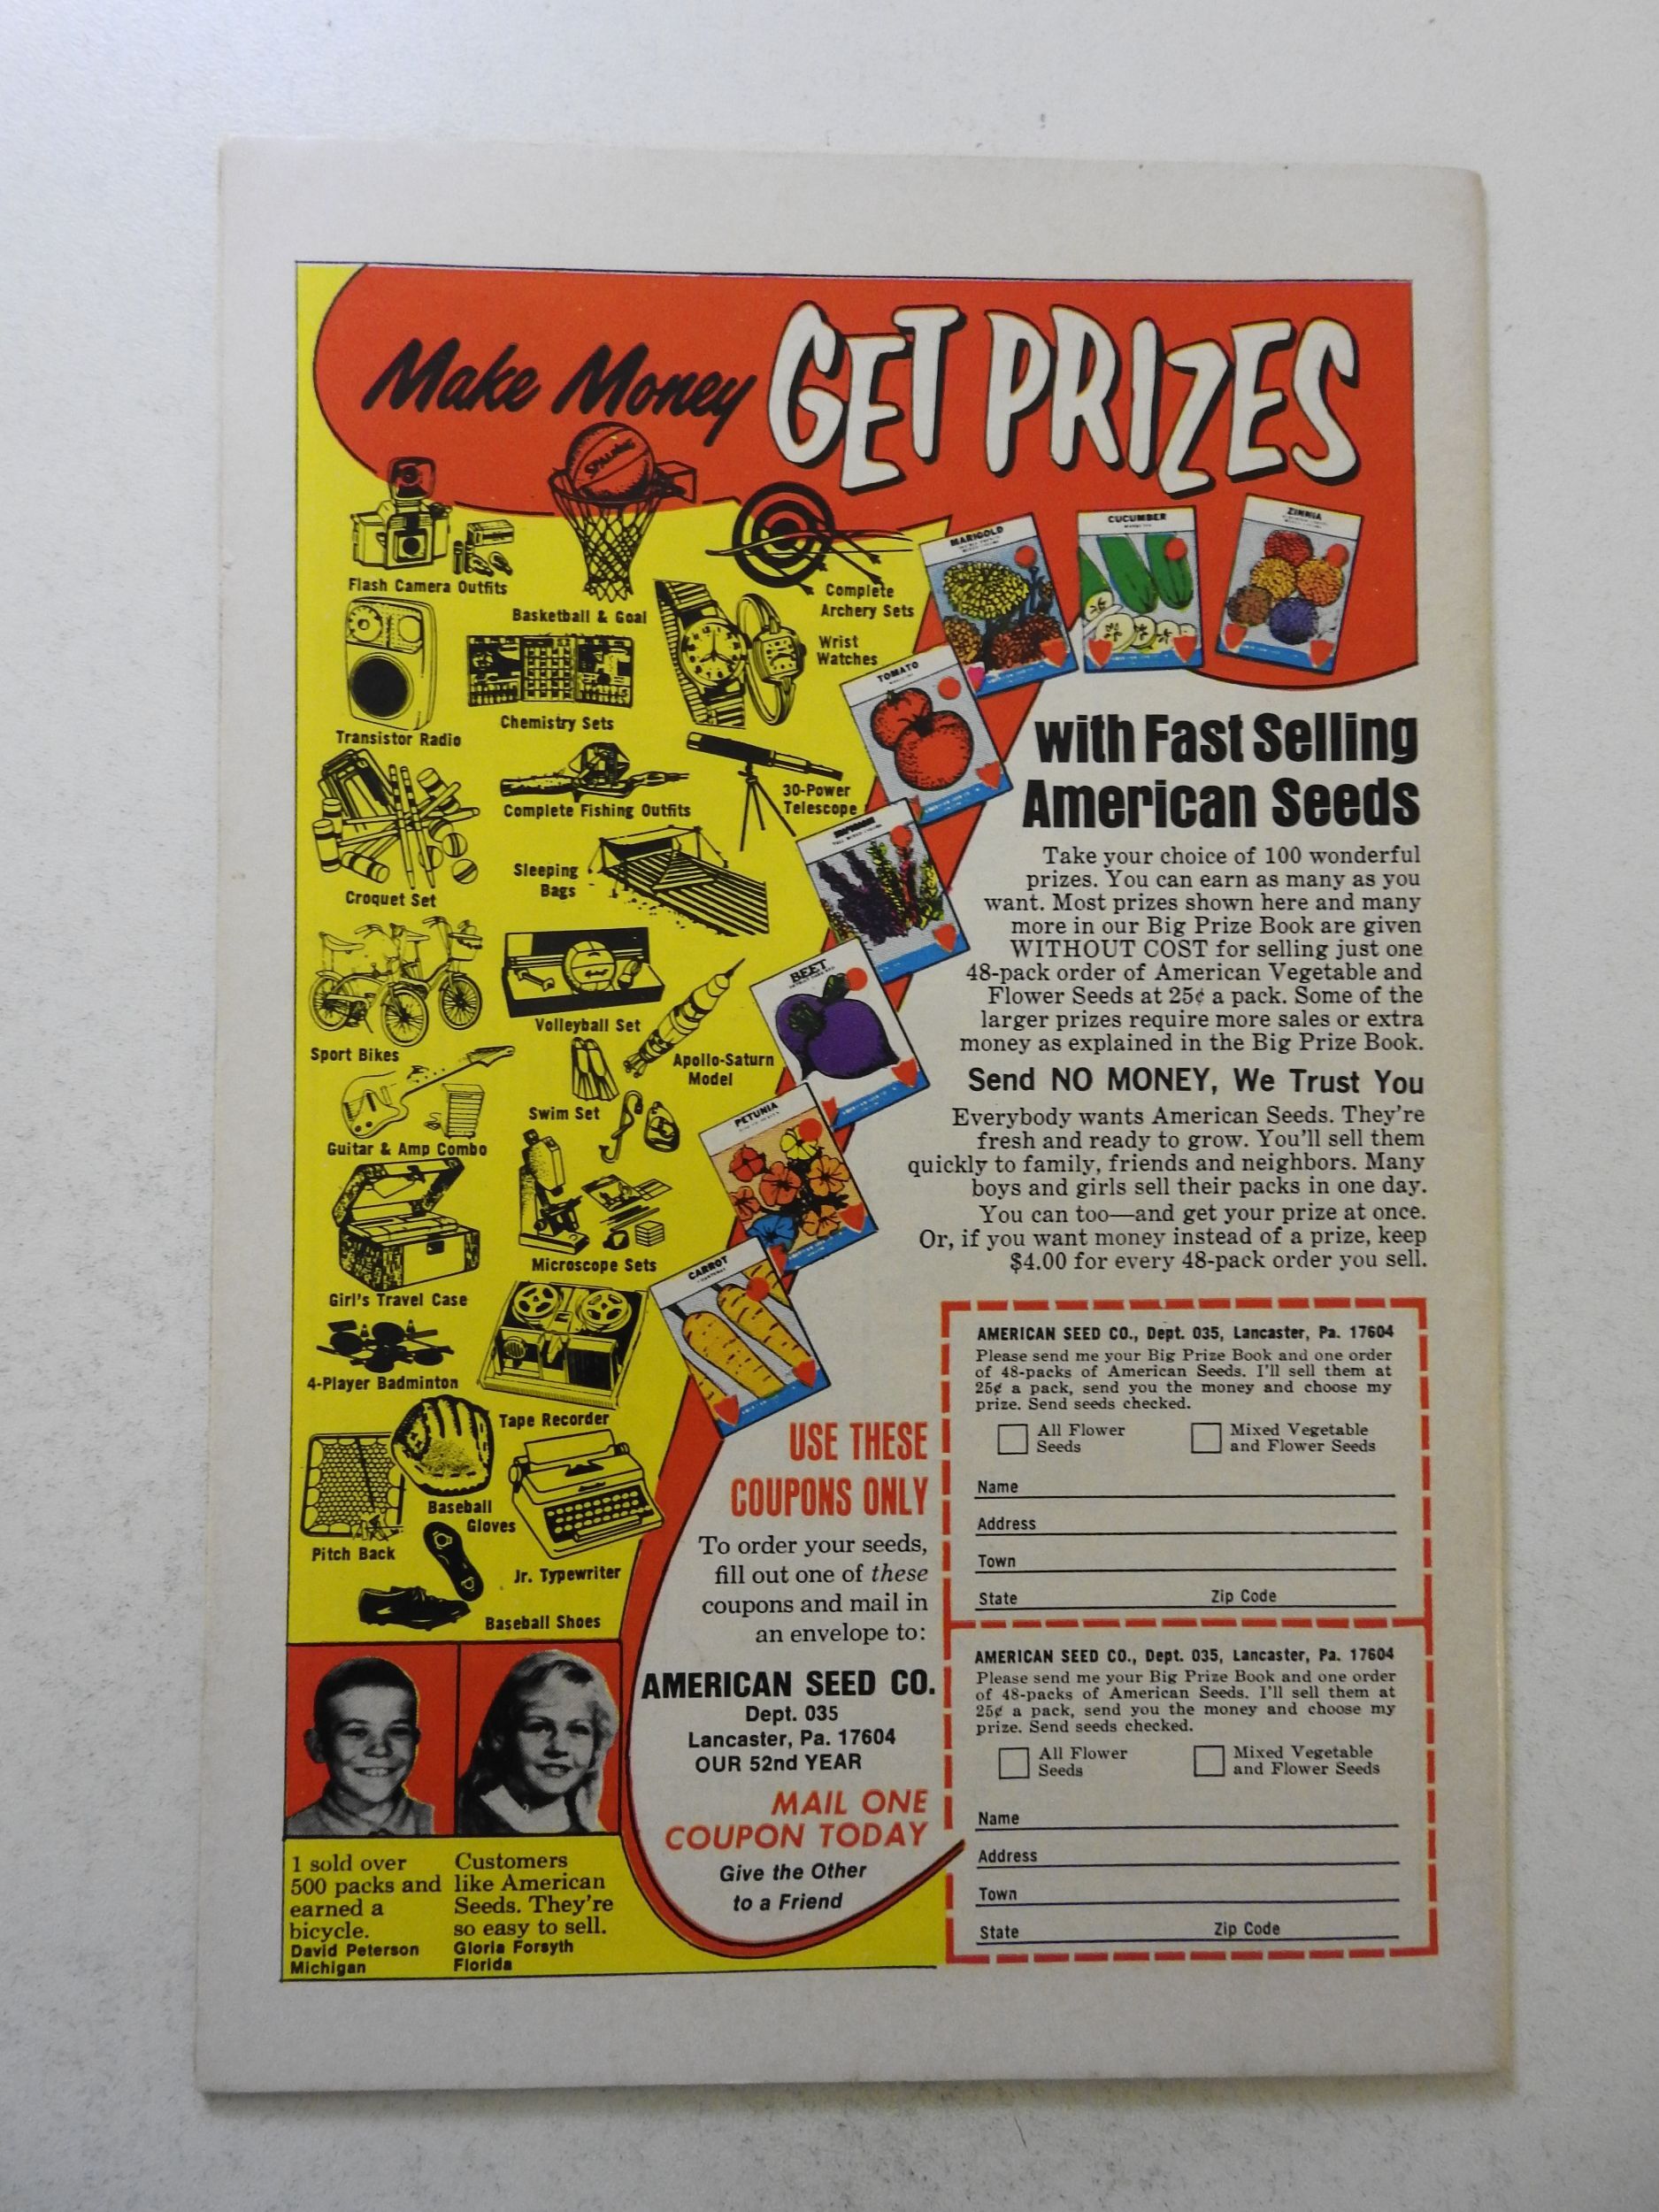 Make Money GET PRIZES
SPALDING
Flash Camera Outfits
Basketball & Goal
Complete
Archery Sets
Wrist
Watches
Transistor Radio
Chemistry Sets
Complete Fishing Outfits
30-Power
Telescope
Croquet Set
Sleeping
Bags
Sport Bikes
Volleyball Set
Apollo-Saturn
Model
Swim Set
Guitar & Amp Combo
Girl's Travel Case
Microscope Sets
4-Player Badminton
Tape Recorder
Baseball
Gloves
Pitch Back
Jr. Typewriter
Baseball Shoes
MARIGOLD
CUCUMBER
ZINNIA
TOMATO
BEET
PETUNIA
CARROT
with Fast Selling
American Seeds
Take your choice of 100 wonderful
prizes. You can earn as many as you
want. Most prizes shown here and many
more in our Big Prize Book are given
WITHOUT COST for selling just one
48-pack order of American Vegetable and
Flower Seeds at 25¢ a pack. Some of the
larger prizes require more sales or extra
money as explained in the Big Prize Book.
Send NO MONEY, We Trust You
Everybody wants American Seeds. They're
fresh and ready to grow. You'll sell them
quickly to family, friends and neighbors. Many
boys and girls sell their packs in one day.
You can too—and get your prize at once.
Or, if you want money instead of a prize, keep
$4.00 for every 48-pack order you sell.
USE THESE
COUPONS ONLY
To order your seeds,
fill out one of these
coupons and mail in
an envelope to:
AMERICAN SEED CO.
Dept. 035
Lancaster, Pa. 17604
OUR 52nd YEAR
MAIL ONE
COUPON TODAY
Give the Other
to a Friend
AMERICAN SEED CO., Dept. 035, Lancaster, Pa. 17604
Please send me your Big Prize Book and one order
of 48-packs of American Seeds. I'll sell them at
25¢ a pack, send you the money and choose my
prize. Send seeds checked.
All Flower
Seeds
Mixed Vegetable
and Flower Seeds
Name
Address
Town
State Zip Code
AMERICAN SEED CO., Dept. 035, Lancaster, Pa. 17604
Please send me your Big Prize Book and one order
of 48-packs of American Seeds. I'll sell them at
25¢ a pack, send you the money and choose my
prize. Send seeds checked.
All Flower
Seeds
Mixed Vegetable
and Flower Seeds
Name
Address
Town
State Zip Code
I sold over
500 packs and
earned a
bicycle.
David Peterson
Michigan
Customers
like American
Seeds. They're
so easy to sell.
Gloria Forsyth
Florida